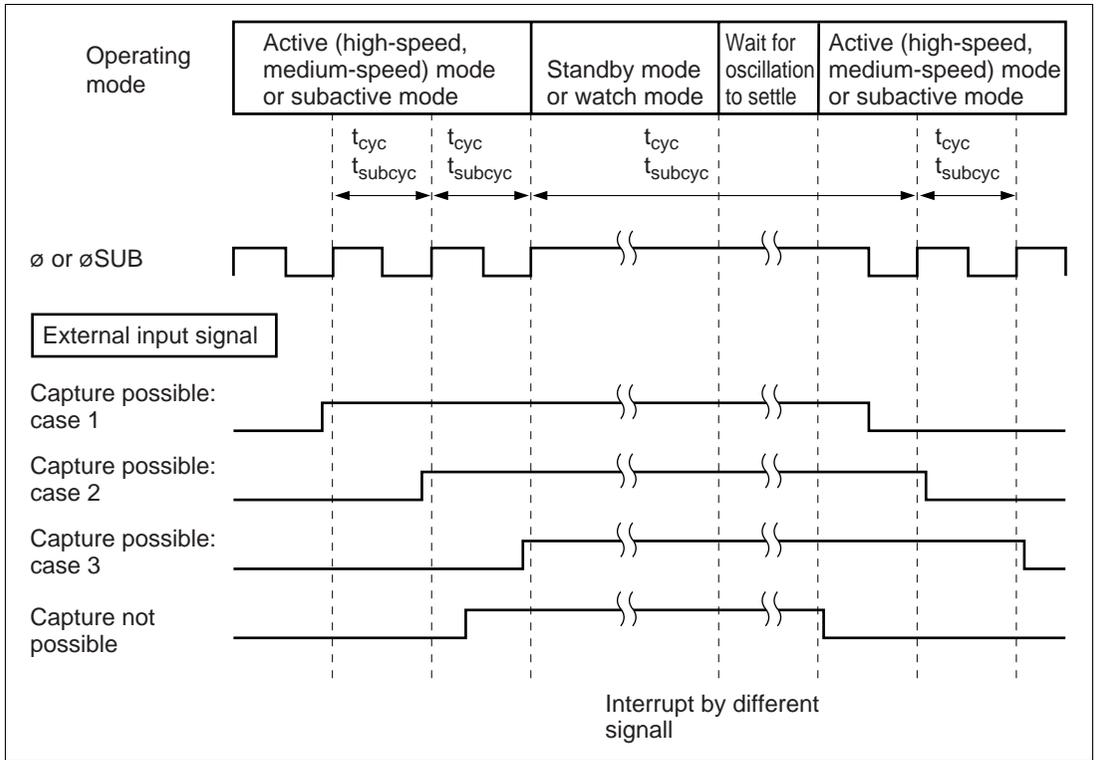 Operating
mode
Active (high-speed,
medium-speed) mode
or subactive mode
Standby mode
or watch mode
Wait for
oscillation
to settle
Active (high-speed,
medium-speed) mode
or subactive mode
tcyc
tsubcyc
tcyc
tsubcyc
tcyc
tsubcyc
tcyc
tsubcyc
ø or øSUB
External input signal
Capture possible:
case 1
Capture possible:
case 2
Capture possible:
case 3
Capture not
possible
Interrupt by different
signall